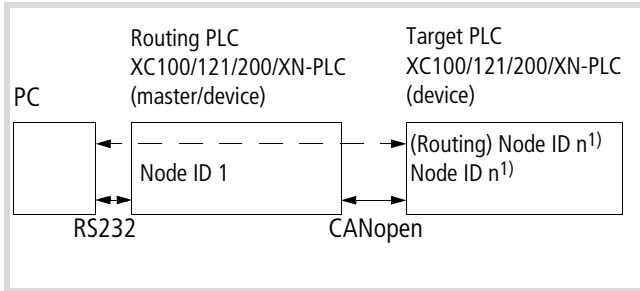 Routing PLC
XC100/121/200/XN-PLC
(master/device)
Target PLC
XC100/121/200/XN-PLC
(device)
PC
Node ID 1
(Routing) Node ID n1)
Node ID n1)
RS232
CANopen